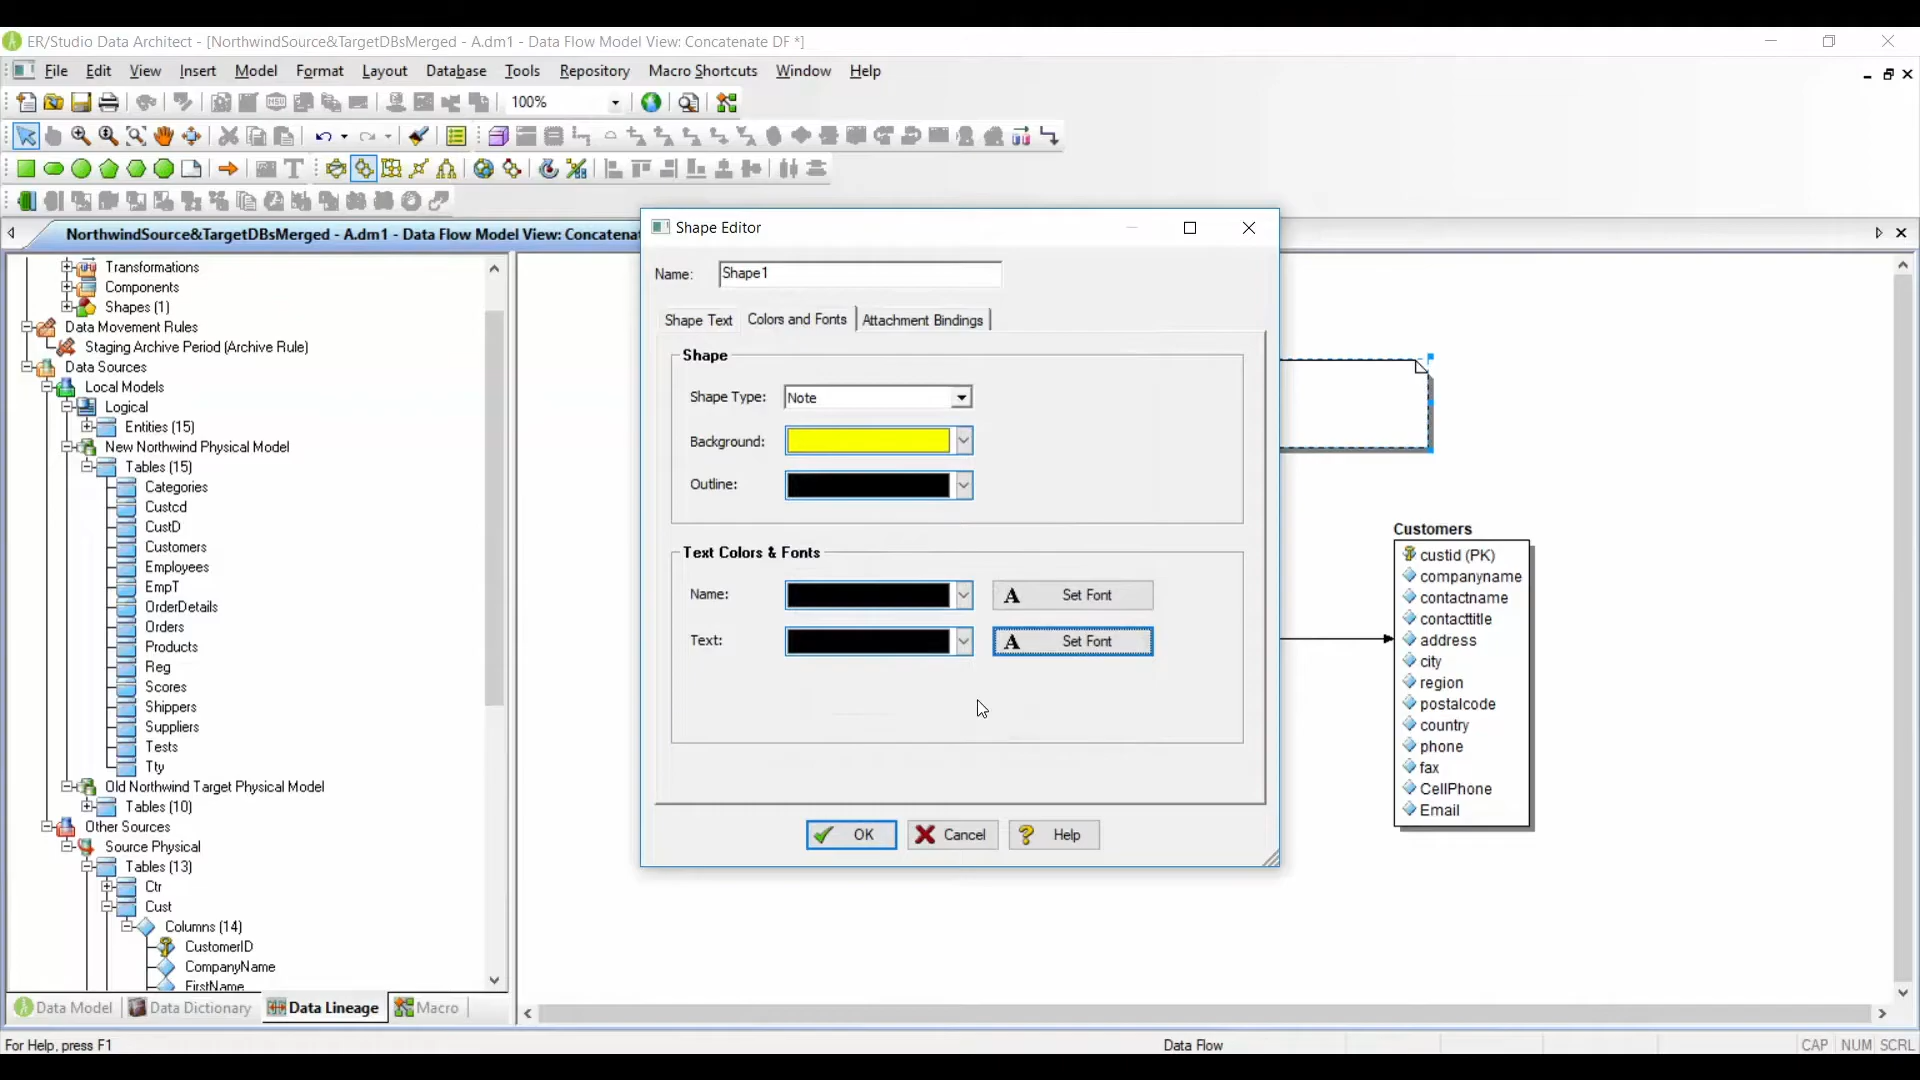 ER/Studio Data Architect - [NorthwindSource&TargetDBsMerged - A.dm1 - Data Flow Model View: Concatenate DF *]
File Edit View Insert Model Format Layout Database Tools Repository Macro Shortcuts Window Help
100%
NorthwindSource&TargetDBsMerged - A.dm1 - Data Flow Model View: Concatena
Transformations
Components
Shapes (1)
Data Movement Rules
Staging Archive Period (Archive Rule)
Data Sources
Local Models
Logical
Entities (15)
New Northwind Physical Model
Tables (15)
Categories
Custcd
CustD
Customers
Employees
EmpT
OrderDetails
Orders
Products
Reg
Scores
Shippers
Suppliers
Tests
Tty
Old Northwind Target Physical Model
Tables (10)
Other Sources
Source Physical
Tables (13)
Ctr
Cust
Columns (14)
CustomerID
CompanyName
FirstName
Data Model Data Dictionary Data Lineage Macro
Shape Editor
Name: Shape1
Shape Text Colors and Fonts Attachment Bindings
Shape
Shape Type: Note
Background:
Outline:
Text Colors & Fonts
Name: A Set Font
Text: A Set Font
OK Cancel Help
Customers
custid (PK)
companyname
contactname
contacttitle
address
city
region
postalcode
country
phone
fax
CellPhone
Email
For Help, press F1 Data Flow CAP NUM SCRL